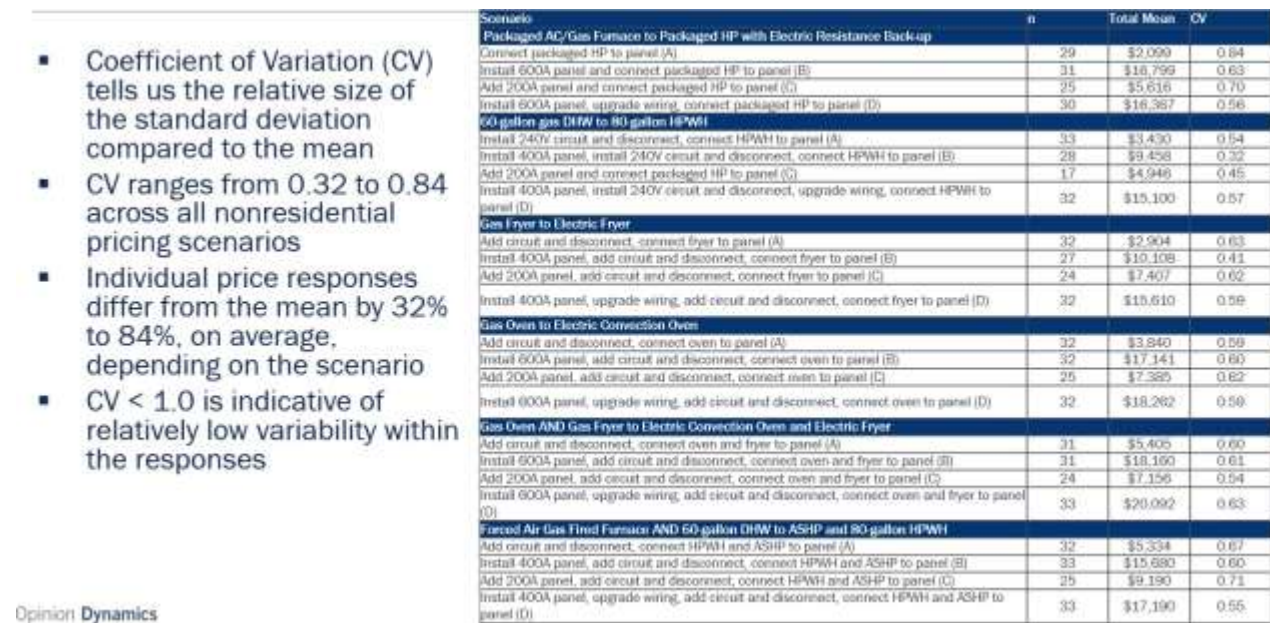 ▪ Coefficient of Variation (CV)
tells us the relative size of
the standard deviation
compared to the mean
▪ CV ranges from 0.32 to 0.84
across all nonresidential
pricing scenarios
▪ Individual price responses
differ from the mean by 32%
to 84%, on average,
depending on the scenario
▪ CV < 1.0 is indicative of
relatively low variability within
the responses
Scenario n Total Mean CV
Packaged AC/Gas Furnace to Packaged HP with Electric Resistance Back-up
Connect packaged HP to panel (A) 29 $2,099 0.84
Install 600A panel and connect packaged HP to panel (B) 31 $16,799 0.63
Add 200A panel and connect packaged HP to panel (C) 25 $5,616 0.70
Install 600A panel, upgrade wiring, connect packaged HP to panel (D) 30 $16,367 0.56
60-gallon gas DHW to 80-gallon HPWH
Install 240V circuit and disconnect, connect HPWH to panel (A) 33 $3,430 0.54
Install 400A panel, install 240V circuit and disconnect, connect HPWH to panel (B) 28 $9,458 0.32
Add 200A panel and connect packaged HP to panel (C) 17 $4,946 0.45
Install 400A panel, install 240V circuit and disconnect, upgrade wiring, connect HPWH to
panel (D) 32 $15,100 0.57
Gas Fryer to Electric Fryer
Add circuit and disconnect, connect fryer to panel (A) 32 $2,904 0.63
Install 400A panel, add circuit and disconnect, connect fryer to panel (B) 27 $10,108 0.41
Add 200A panel, add circuit and disconnect, connect fryer to panel (C) 24 $7,407 0.62
Install 400A panel, upgrade wiring, add circuit and disconnect, connect fryer to panel (D) 32 $15,610 0.59
Gas Oven to Electric Convection Oven
Add circuit and disconnect, connect oven to panel (A) 32 $3,840 0.59
Install 600A panel, add circuit and disconnect, connect oven to panel (B) 32 $17,141 0.60
Add 200A panel, add circuit and disconnect, connect oven to panel (C) 25 $7,385 0.62
Install 600A panel, upgrade wiring, add circuit and disconnect, connect oven to panel (D) 32 $18,262 0.59
Gas Oven AND Gas Fryer to Electric Convection Oven and Electric Fryer
Add circuit and disconnect, connect oven and fryer to panel (A) 31 $5,405 0.60
Install 600A panel, add circuit and disconnect, connect oven and fryer to panel (B) 31 $18,160 0.61
Add 200A panel, add circuit and disconnect, connect oven and fryer to panel (C) 24 $7,156 0.54
Install 600A panel, upgrade wiring, add circuit and disconnect, connect oven and fryer to panel
(D) 33 $20,092 0.63
Forced Air Gas Fired Furnace AND 60-gallon DHW to ASHP and 80-gallon HPWH
Add circuit and disconnect, connect HPWH and ASHP to panel (A) 32 $5,334 0.67
Install 400A panel, add circuit and disconnect, connect HPWH and ASHP to panel (B) 33 $15,680 0.60
Add 200A panel, add circuit and disconnect, connect HPWH and ASHP to panel (C) 25 $9,190 0.71
Install 400A panel, upgrade wiring, add circuit and disconnect, connect HPWH and ASHP to
panel (D) 33 $17,190 0.55
Opinion Dynamics